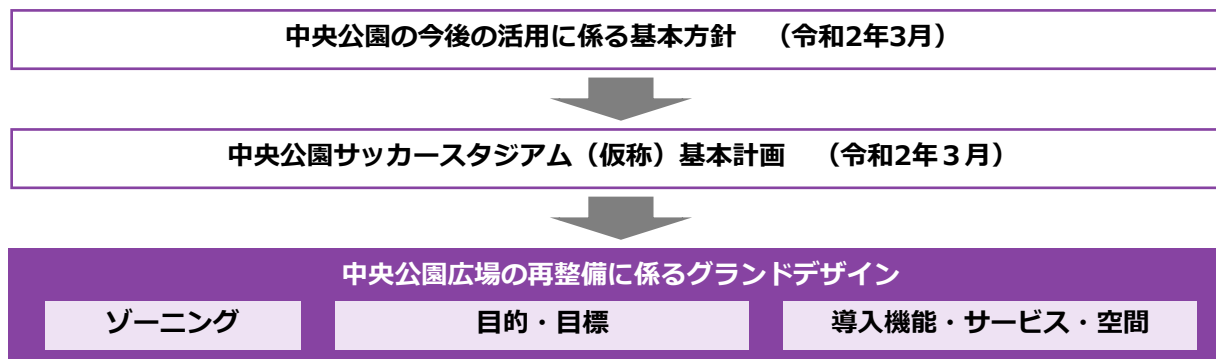 中央公園の今後の活用に係る基本方針　（令和2年3月）
中央公園サッカースタジアム（仮称）基本計画　（令和2年３月）
中央公園広場の再整備に係るグランドデザイン
ゾーニング
目的・目標
導入機能・サービス・空間